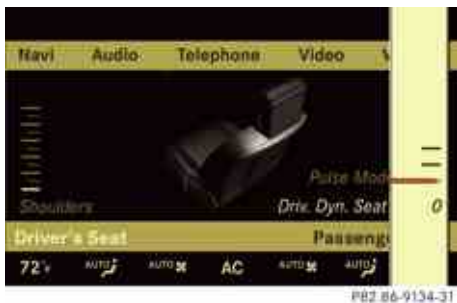 Navi Audio Telephone Video V
Pulse Mod
Shoulders Driv. Dyn. Seat 0
Driver's Seat Passeng
72° AUTO AUTO AC AUTO AUTO
P82.86-9134-31